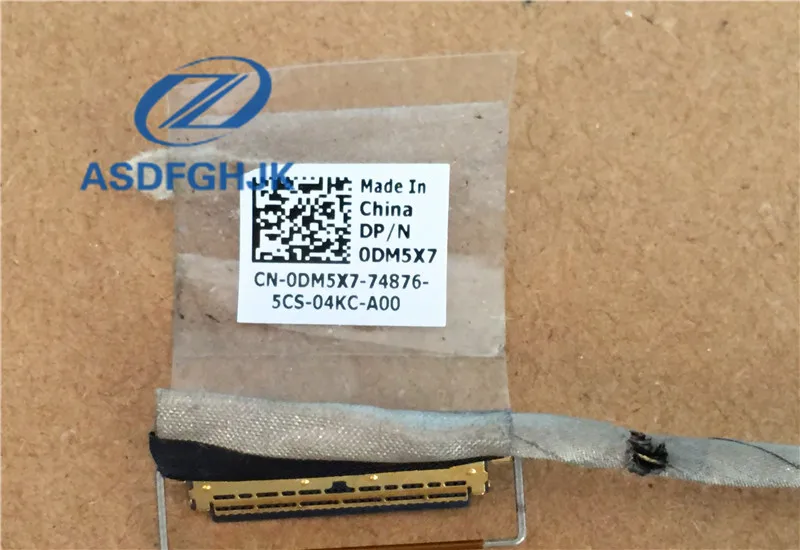 ASDFGHJK
Made In
China
DP/N
0DM5X7
CN-0DM5X7-74876-
5CS-04KC-A00